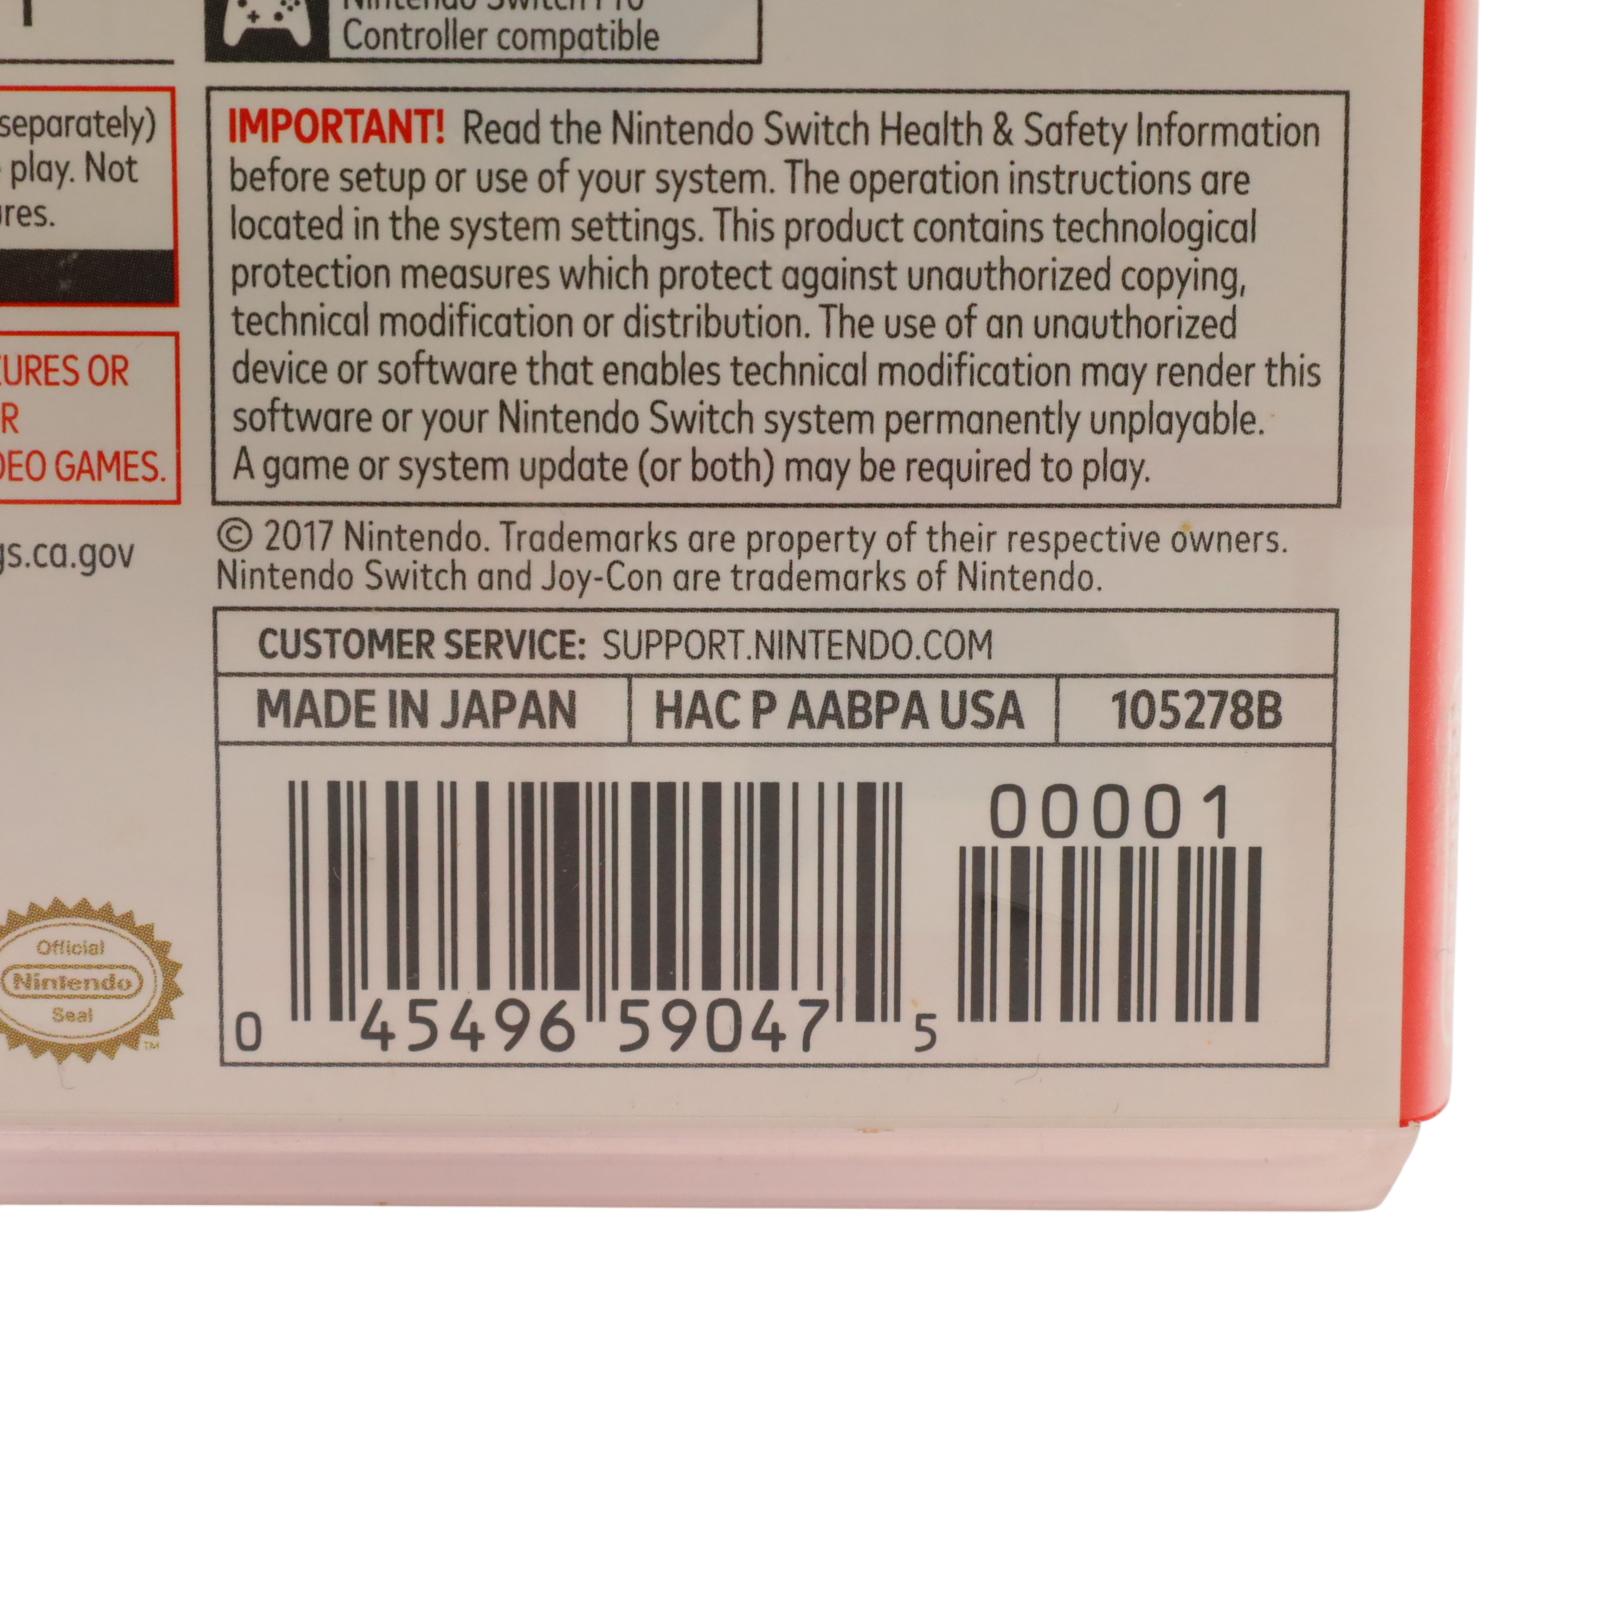 Controller compatible
separately)
play. Not
res.
URES OR
R
DEO GAMES.
gs.ca.gov
IMPORTANT! Read the Nintendo Switch Health & Safety Information
before setup or use of your system. The operation instructions are
located in the system settings. This product contains technological
protection measures which protect against unauthorized copying,
technical modification or distribution. The use of an unauthorized
device or software that enables technical modification may render this
software or your Nintendo Switch system permanently unplayable.
A game or system update (or both) may be required to play.
© 2017 Nintendo. Trademarks are property of their respective owners.
Nintendo Switch and Joy-Con are trademarks of Nintendo.
CUSTOMER SERVICE: SUPPORT.NINTENDO.COM
MADE IN JAPAN HAC P AABPA USA 105278B
00001
0 45496 59047 5
Official
Nintendo
Seal
TM